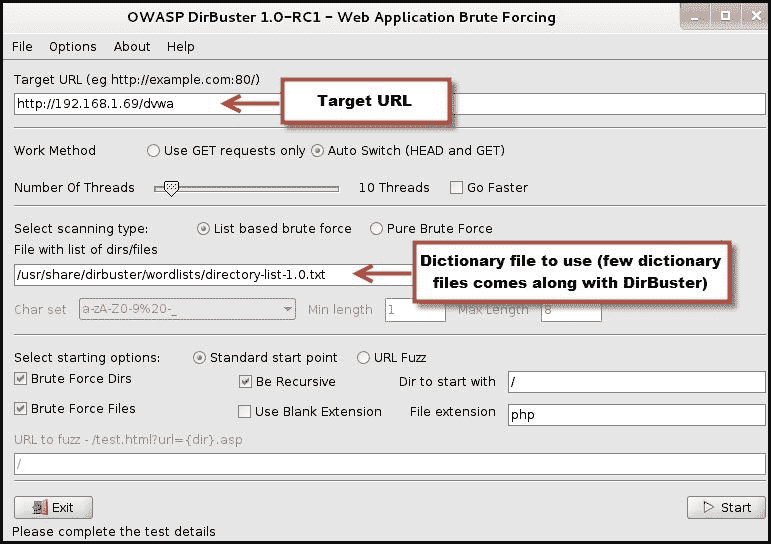 OWASP DirBuster 1.0-RC1 - Web Application Brute Forcing
File Options About Help
Target URL (eg http://example.com:80/)
http://192.168.1.69/dvwa
Target URL
Work Method Use GET requests only Auto Switch (HEAD and GET)
Number Of Threads 10 Threads Go Faster
Select scanning type: List based brute force Pure Brute Force
File with list of dirs/files
/usr/share/dirbuster/wordlists/directory-list-1.0.txt
Dictionary file to use (few dictionary
files comes along with DirBuster)
Char set a-zA-Z0-9%20-_ Min length 1 Max Length 8
Select starting options: Standard start point URL Fuzz
Brute Force Dirs Be Recursive Dir to start with /
Brute Force Files Use Blank Extension File extension php
URL to fuzz - /test.html?url={dir}.asp
/
Exit Start
Please complete the test details